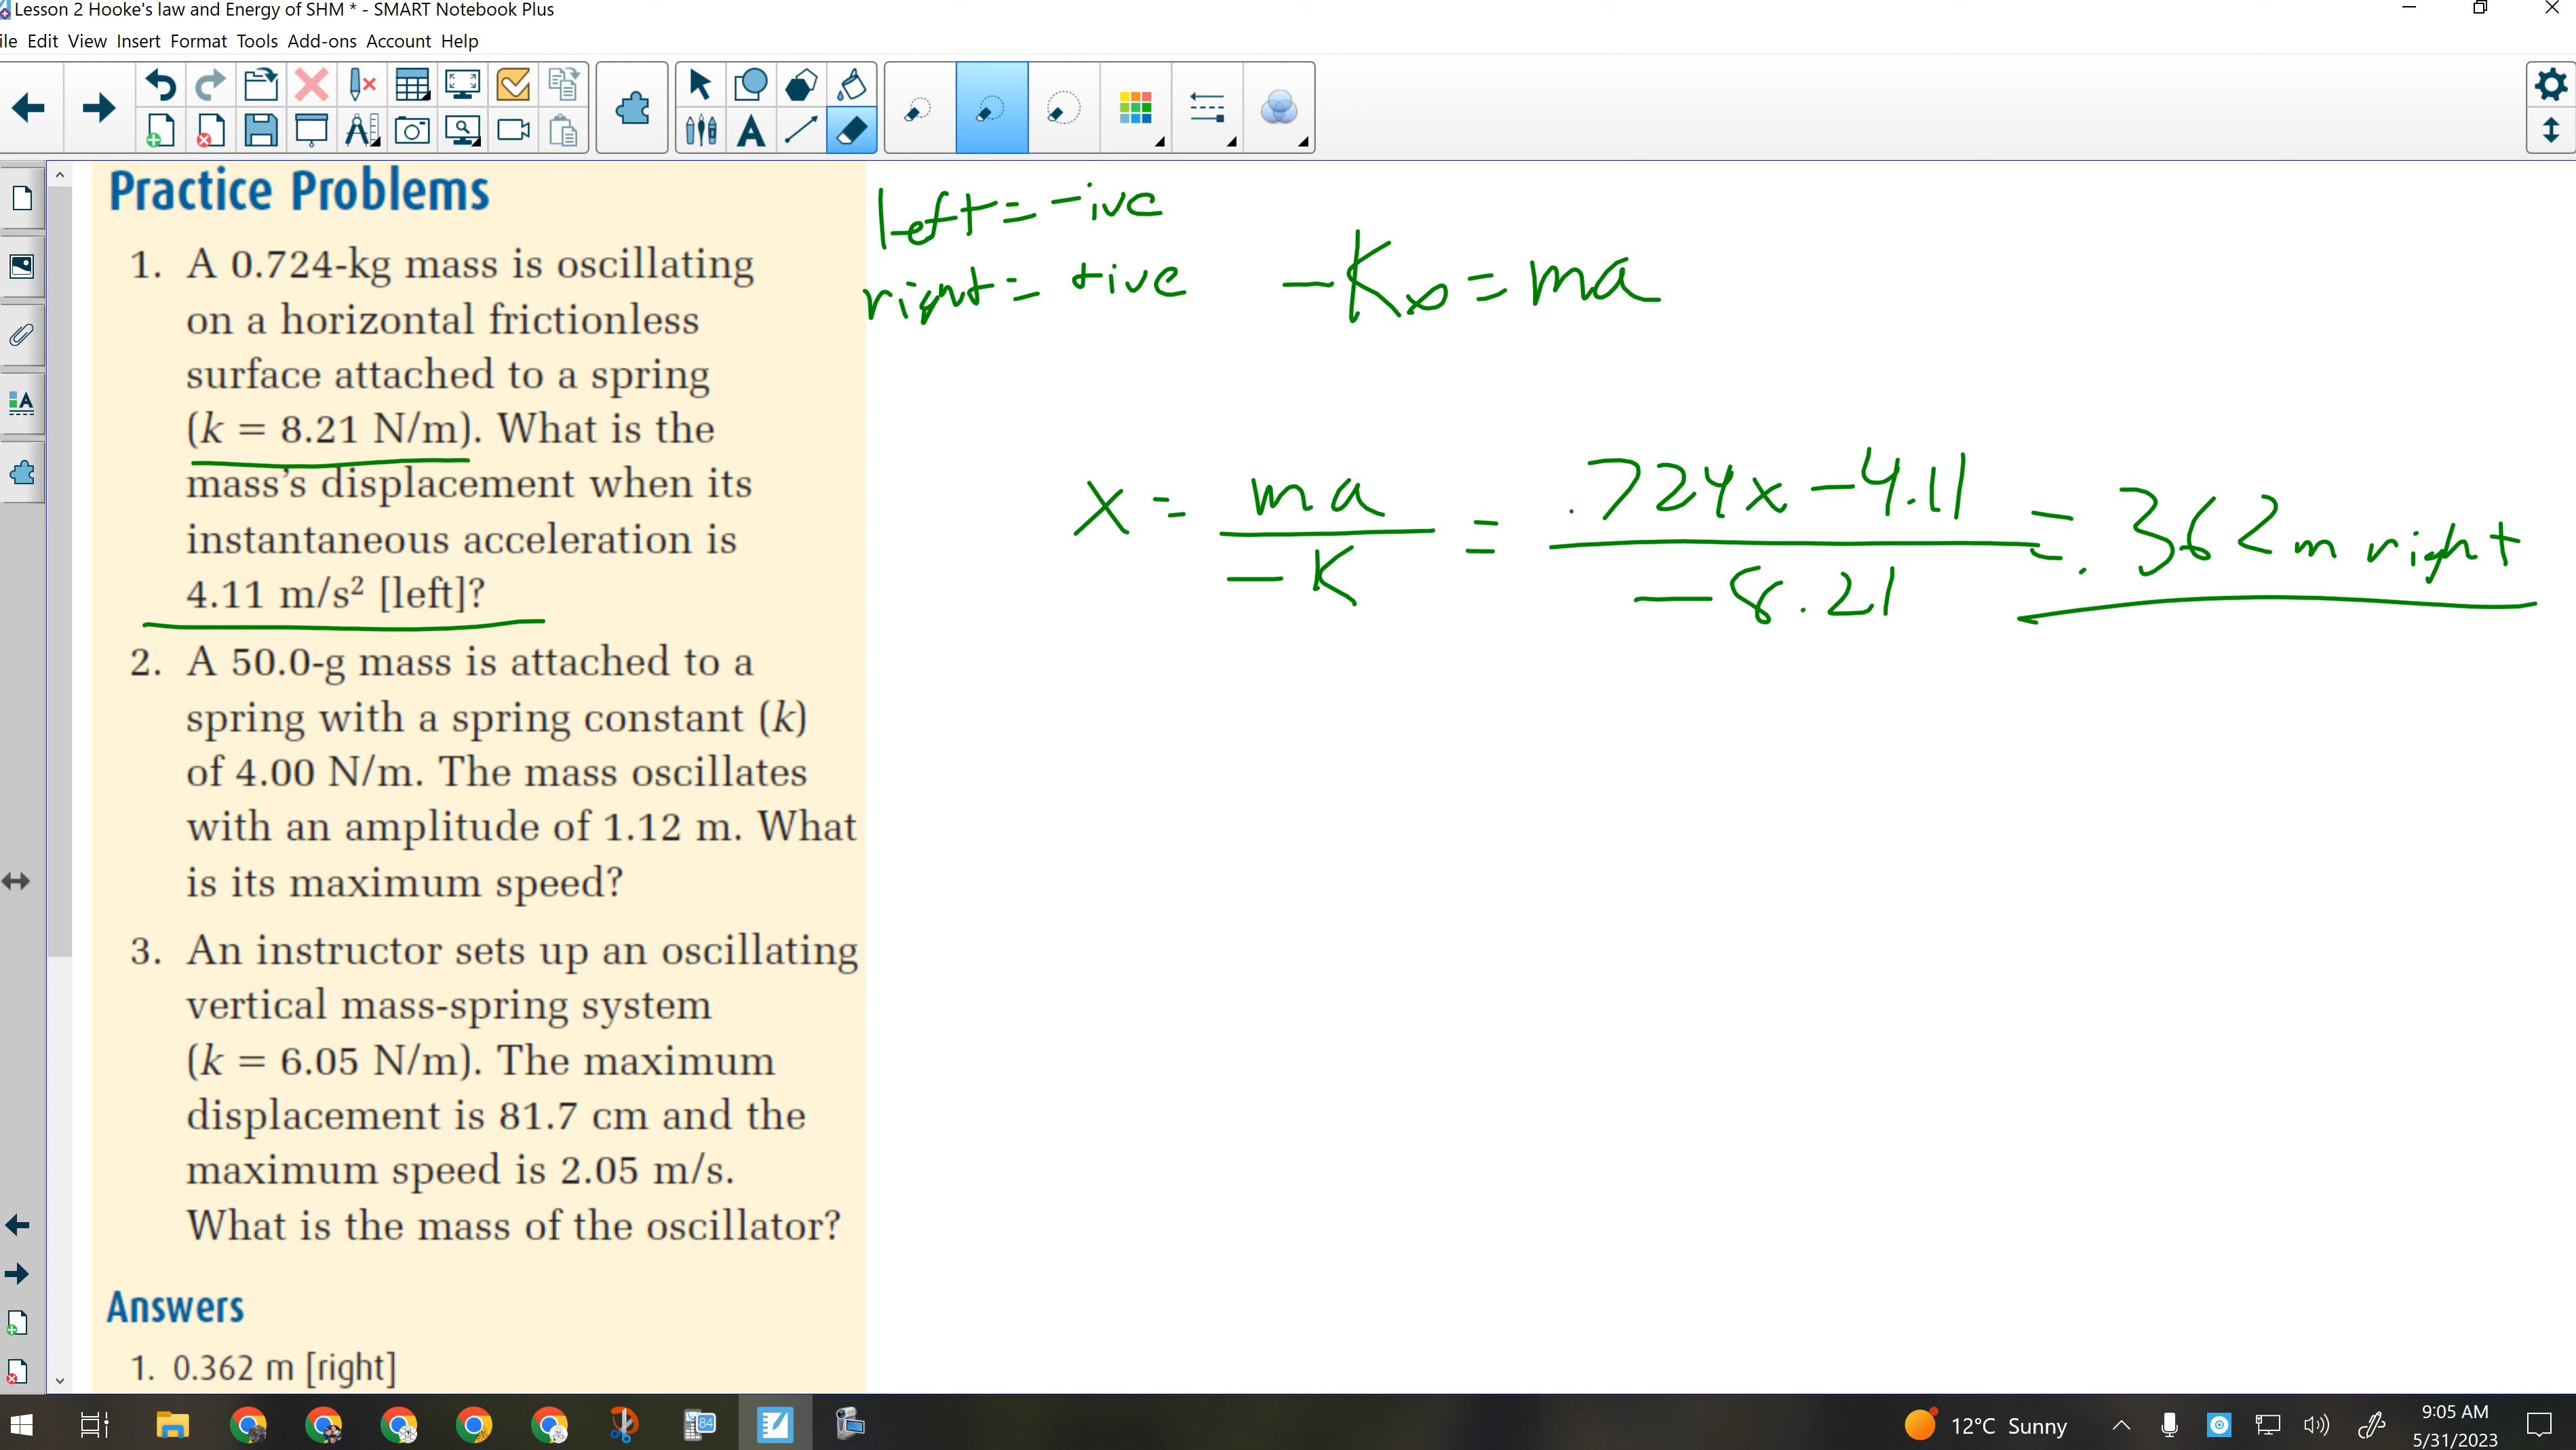 Lesson 2 Hooke's law and Energy of SHM * - SMART Notebook Plus
ile Edit View Insert Format Tools Add-ons Account Help
Practice Problems
1. A 0.724-kg mass is oscillating
on a horizontal frictionless
surface attached to a spring
(k = 8.21 N/m). What is the
mass's displacement when its
instantaneous acceleration is
4.11 m/s² [left]?
2. A 50.0-g mass is attached to a
spring with a spring constant (k)
of 4.00 N/m. The mass oscillates
with an amplitude of 1.12 m. What
is its maximum speed?
3. An instructor sets up an oscillating
vertical mass-spring system
(k = 6.05 N/m). The maximum
displacement is 81.7 cm and the
maximum speed is 2.05 m/s.
What is the mass of the oscillator?
Answers
1. 0.362 m [right]
left = -ive
right = +ive
-Kx = ma
x = ma / -K = .724x-4.11 / -8.21 = .362m right
84
12°C Sunny
9:05 AM
5/31/2023